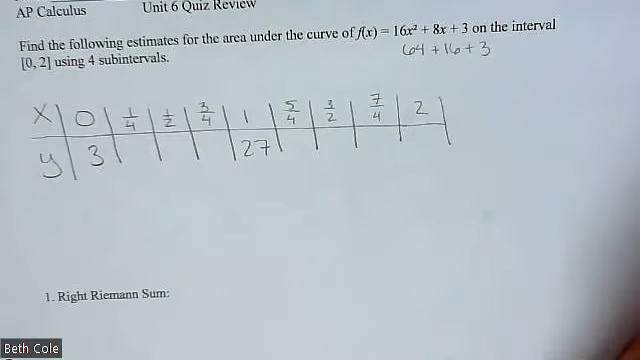 AP Calculus Unit 6 Quiz Review
Find the following estimates for the area under the curve of f(x) = 16x² + 8x + 3 on the interval
[0, 2] using 4 subintervals.
64 + 16 + 3
X 0 1/4 1/2 3/4 1 5/4 3/2 7/4 2
y 3 27
1. Right Riemann Sum:
Beth Cole